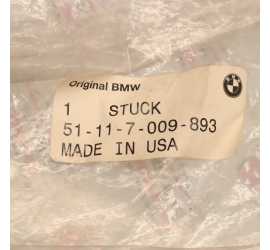 Original BMW
1 STUCK
51-11-7-009-893
MADE IN USA